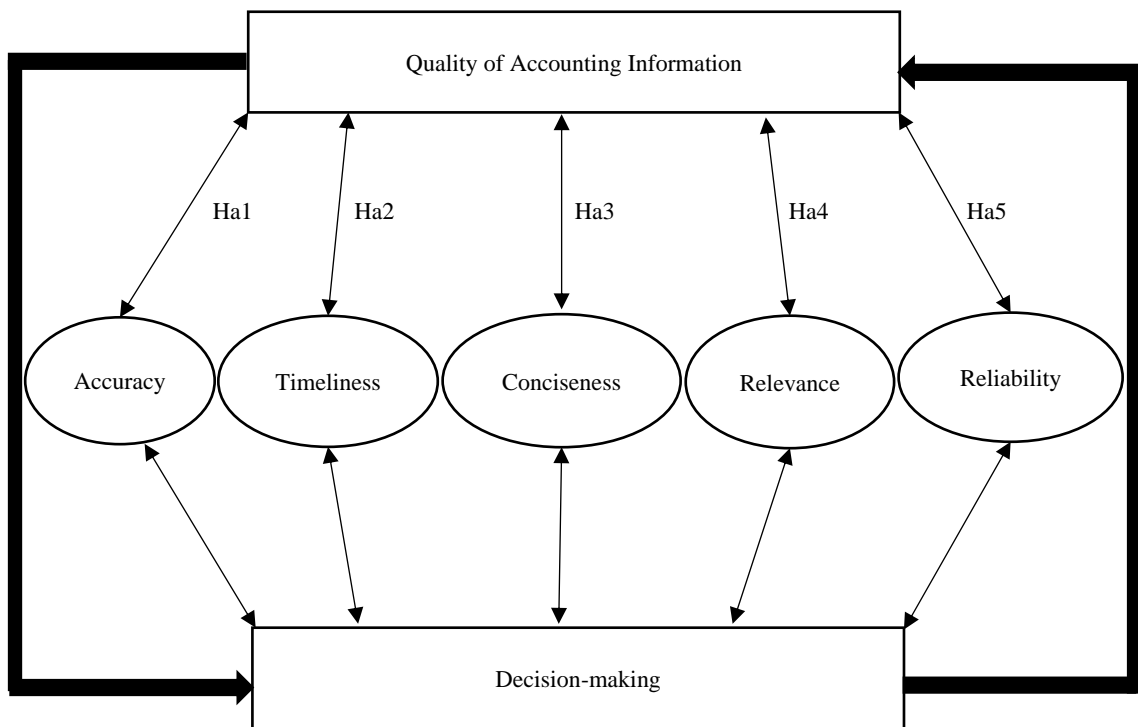 Quality of Accounting Information
Ha1
Ha2
Ha3
Ha4
Ha5
Accuracy
Timeliness
Conciseness
Relevance
Reliability
Decision-making